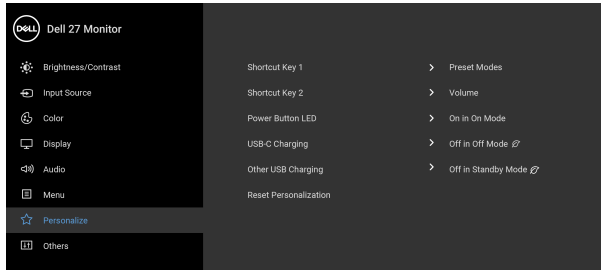 DELL Dell 27 Monitor
Brightness/Contrast
Input Source
Color
Display
Audio
Menu
Personalize
Others
Shortcut Key 1 > Preset Modes
Shortcut Key 2 > Volume
Power Button LED > On in On Mode
USB-C Charging > Off in Off Mode
Other USB Charging > Off in Standby Mode
Reset Personalization